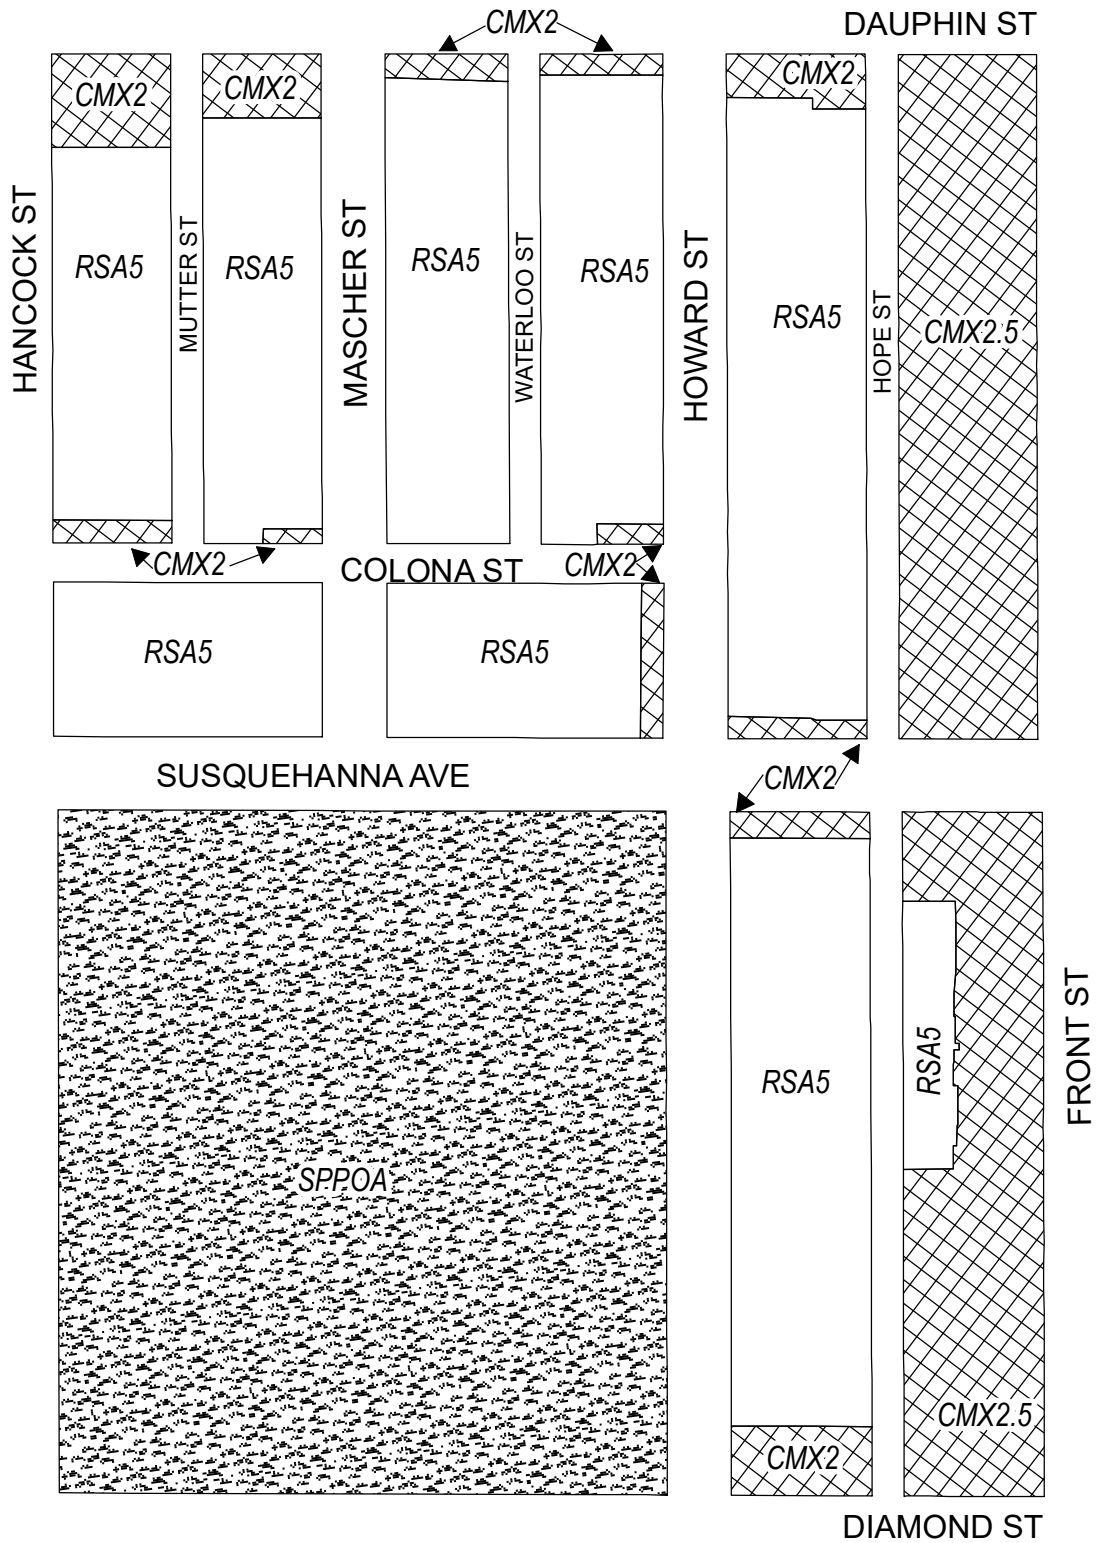 CMX2
DAUPHIN ST
CMX2
CMX2
CMX2
HANCOCK ST
RSA5
MUTTER ST
RSA5
MASCHER ST
RSA5
WATERLOO ST
RSA5
HOWARD ST
RSA5
HOPE ST
CMX2.5
CMX2
COLONA ST
CMX2
RSA5
RSA5
SUSQUEHANNA AVE
CMX2
SPPOA
RSA5
RSA5
FRONT ST
CMX2
CMX2.5
DIAMOND ST